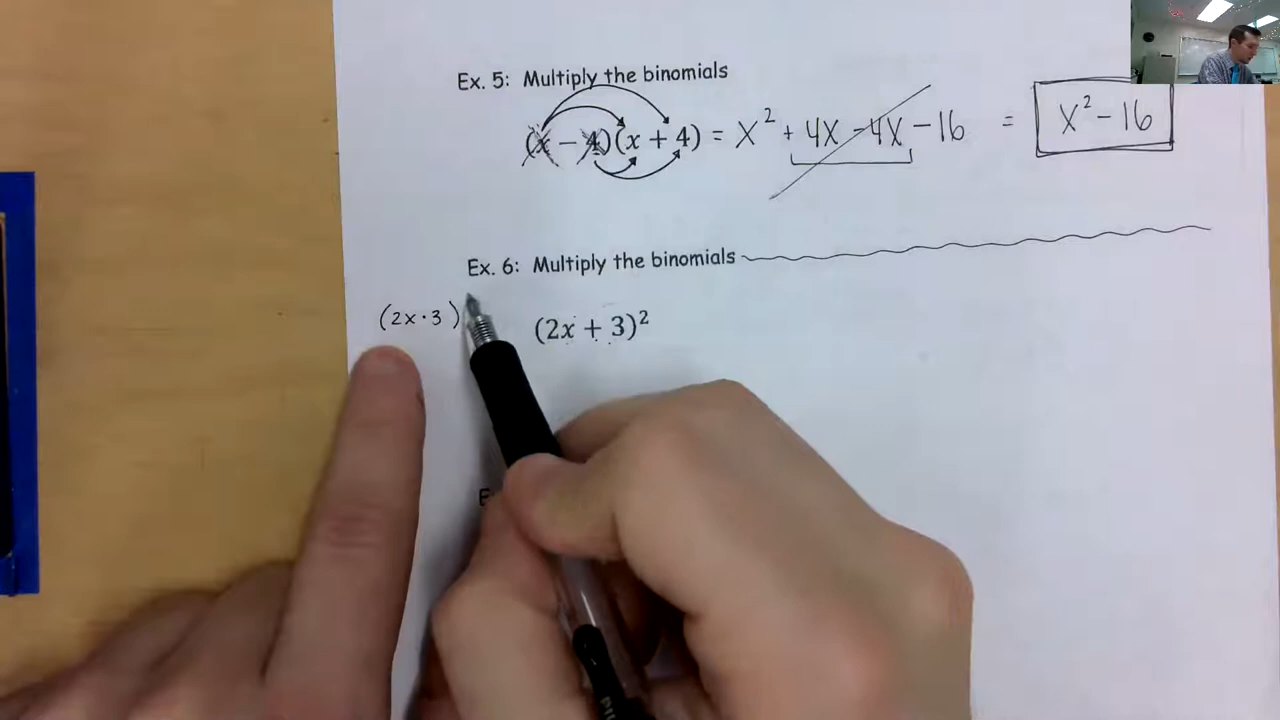 Ex. 5: Multiply the binomials
(x − 4)(x + 4) = x² + 4x − 4x − 16 = x² − 16
Ex. 6: Multiply the binomials
(2x · 3) (2x + 3)²
E